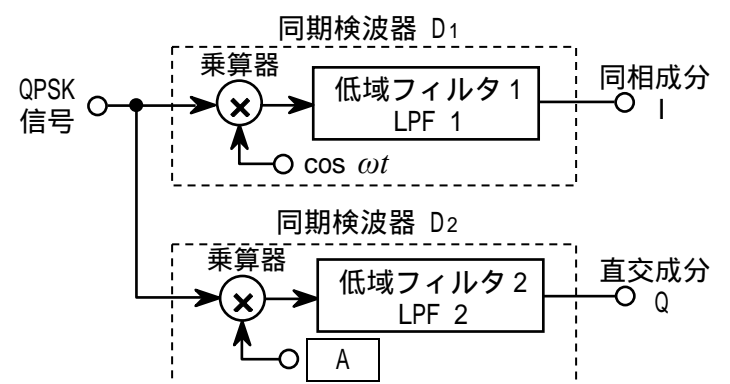 同期検波器 D1
乗算器
QPSK
信号
×
低域フィルタ 1
LPF 1
同相成分
I
cos ωt
同期検波器 D2
乗算器
×
低域フィルタ 2
LPF 2
直交成分
Q
A